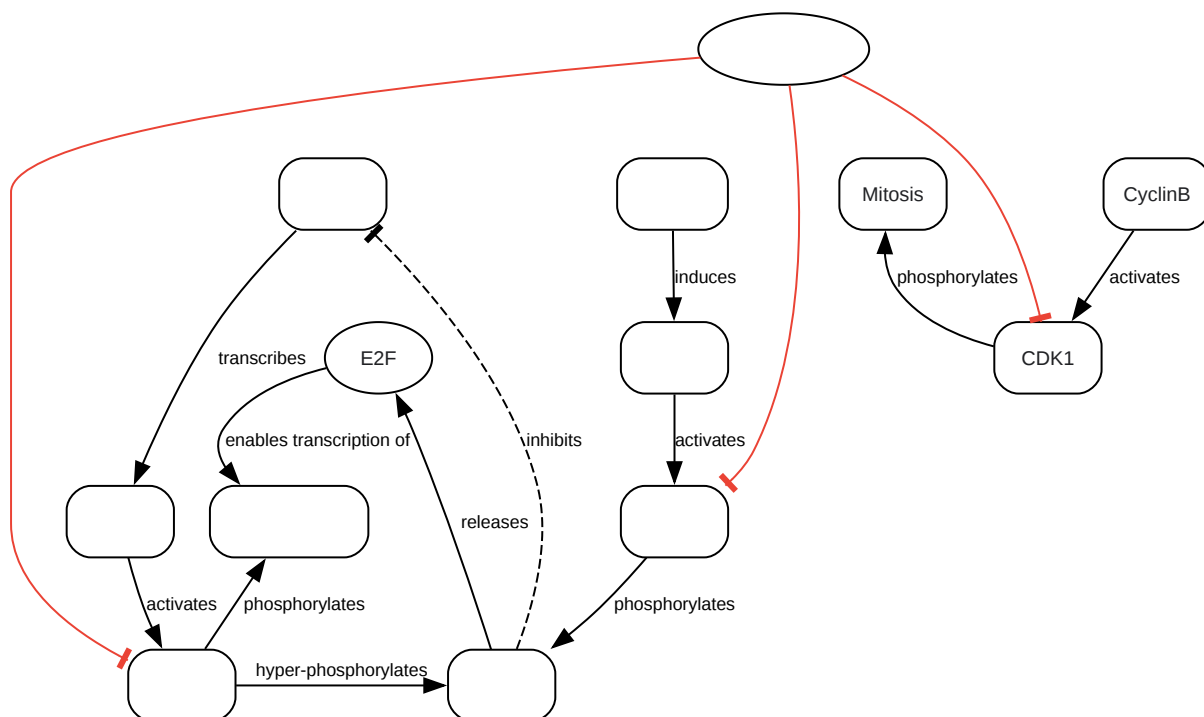 Mitosis
CyclinB
induces
phosphorylates
activates
transcribes
E2F
CDK1
enables transcription of
inhibits
activates
releases
activates
phosphorylates
phosphorylates
hyper-phosphorylates